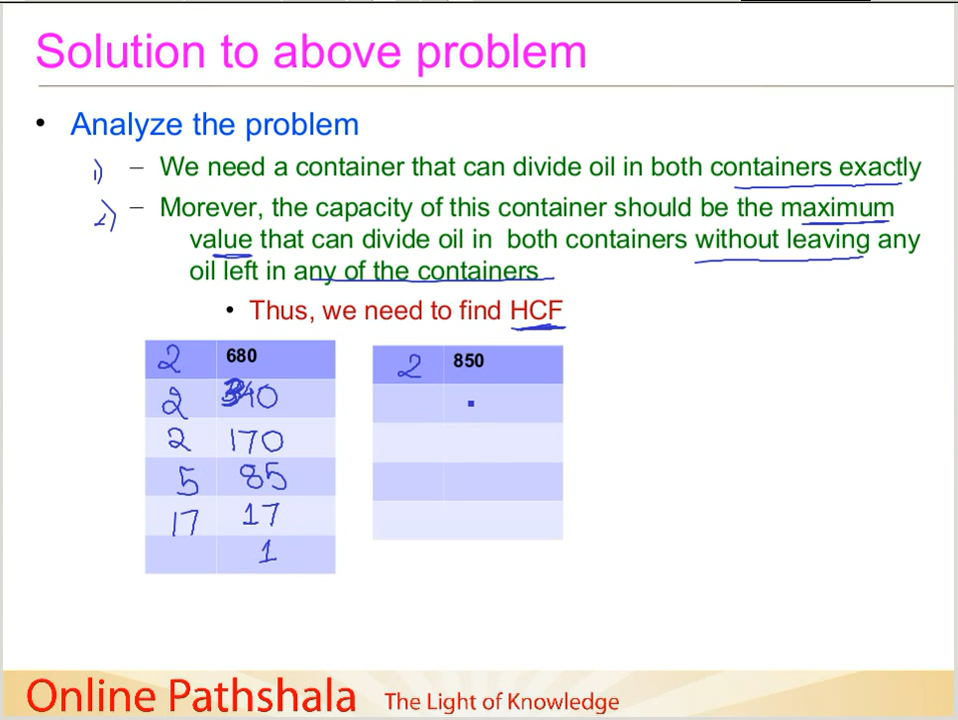 Solution to above problem
• Analyze the problem
1) – We need a container that can divide oil in both containers exactly
2) – Morever, the capacity of this container should be the maximum
value that can divide oil in both containers without leaving any
oil left in any of the containers
• Thus, we need to find HCF
2 680
2 340
2 170
5 85
17 17
1
2 850
Online Pathshala The Light of Knowledge